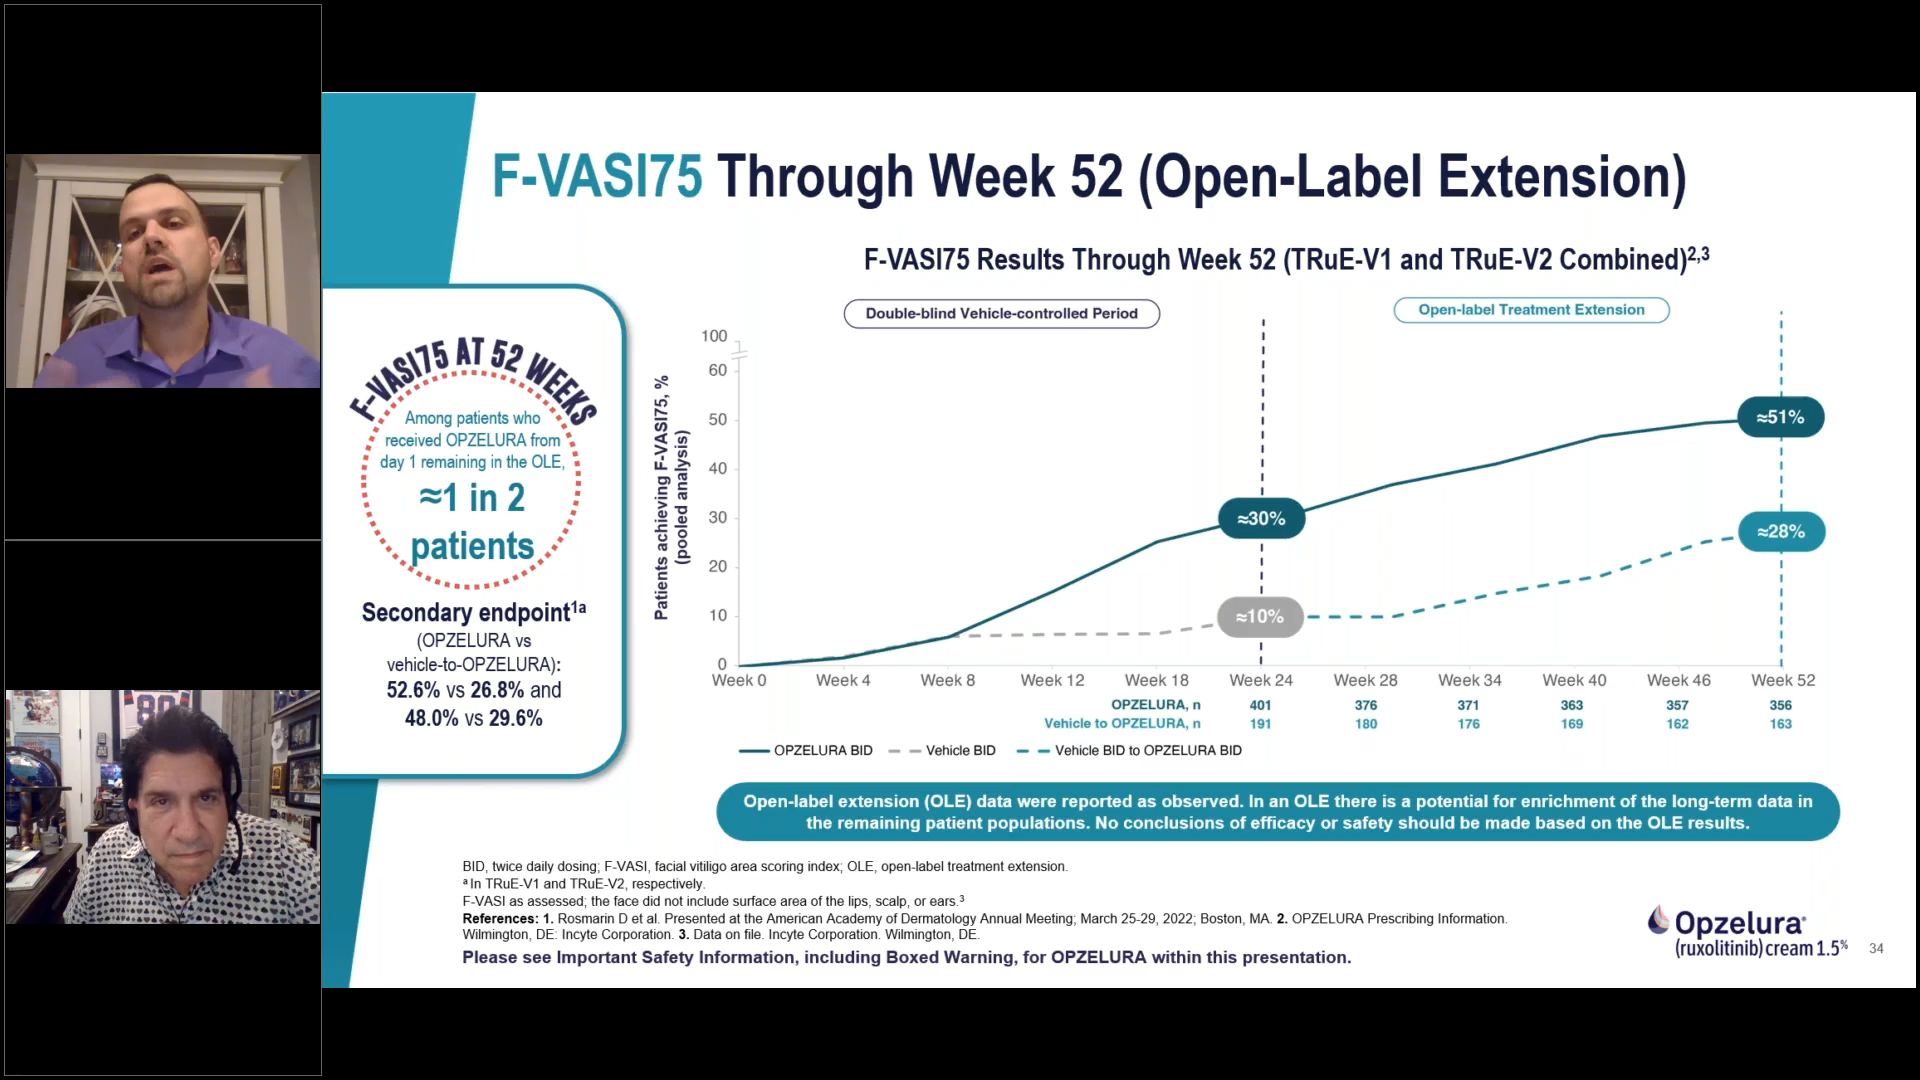 F-VASI75 Through Week 52 (Open-Label Extension)
F-VASI75 AT 52 WEEKS
Among patients who
received OPZELURA from
day 1 remaining in the OLE,
≈1 in 2
patients
Secondary endpoint1a
(OPZELURA vs
vehicle-to-OPZELURA):
52.6% vs 26.8% and
48.0% vs 29.6%
F-VASI75 Results Through Week 52 (TRuE-V1 and TRuE-V2 Combined)2,3
Double-blind Vehicle-controlled Period
Open-label Treatment Extension
Patients achieving F-VASI75, %
(pooled analysis)
100
60
50
40
30
20
10
0
≈51%
≈30%
≈28%
≈10%
Week 0 Week 4 Week 8 Week 12 Week 18 Week 24 Week 28 Week 34 Week 40 Week 46 Week 52
OPZELURA, n 401 376 371 363 357 356
Vehicle to OPZELURA, n 191 180 176 169 162 163
OPZELURA BID Vehicle BID Vehicle BID to OPZELURA BID
Open-label extension (OLE) data were reported as observed. In an OLE there is a potential for enrichment of the long-term data in
the remaining patient populations. No conclusions of efficacy or safety should be made based on the OLE results.
BID, twice daily dosing; F-VASI, facial vitiligo area scoring index; OLE, open-label treatment extension.
a In TRuE-V1 and TRuE-V2, respectively.
F-VASI as assessed; the face did not include surface area of the lips, scalp, or ears.3
References: 1. Rosmarin D et al. Presented at the American Academy of Dermatology Annual Meeting; March 25-29, 2022; Boston, MA. 2. OPZELURA Prescribing Information.
Wilmington, DE: Incyte Corporation. 3. Data on file. Incyte Corporation. Wilmington, DE.
Please see Important Safety Information, including Boxed Warning, for OPZELURA within this presentation.
Opzelura®
(ruxolitinib) cream 1.5%
34
80